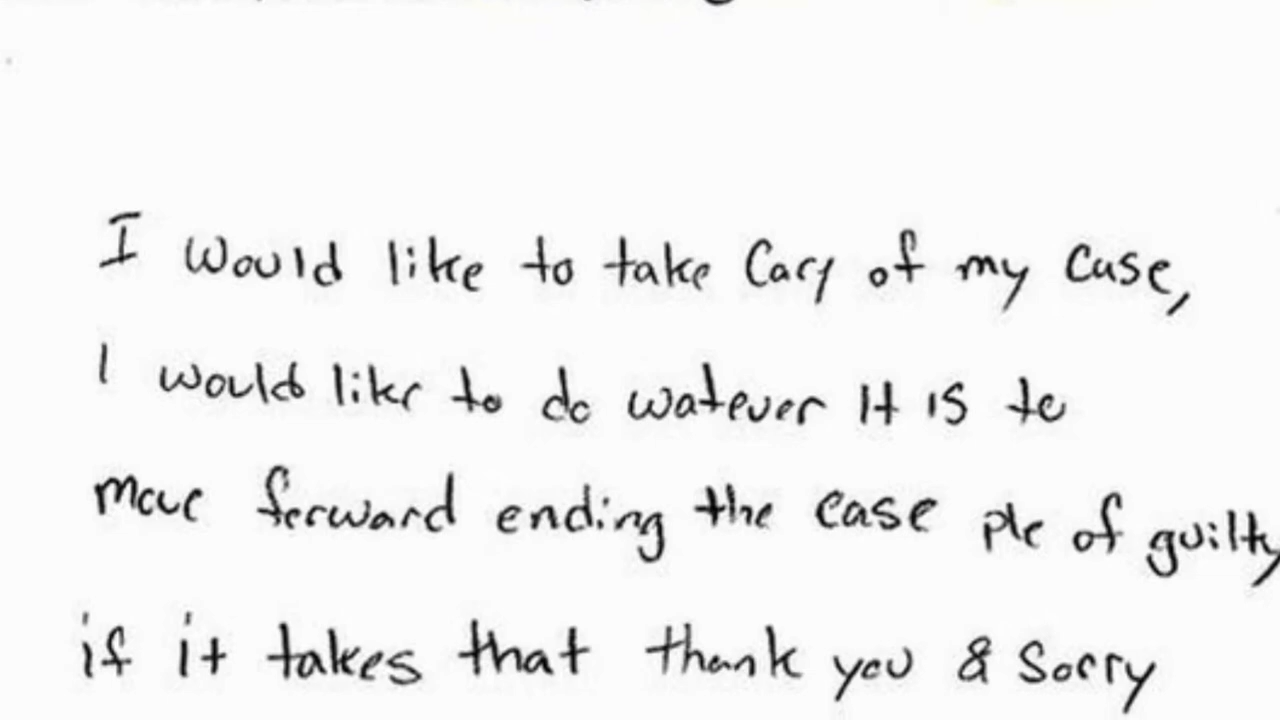 I would like to take Cary of my case,
I would like to do watever It is to
move forward ending the case ple of guilty
if it takes that thank you & Sorry